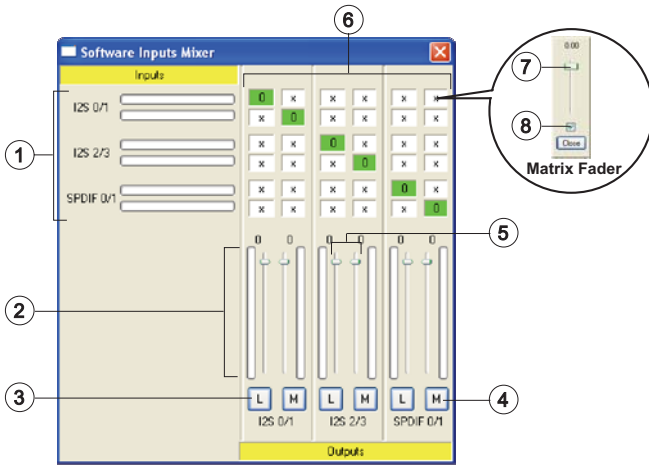 6
Software Inputs Mixer
Inputs
I2S 0/1
I2S 2/3
SPDIF 0/1
0 x x x x x
x 0 x x x x
x x 0 x x x
x x x 0 x x
x x x x 0 x
x x x x x 0
1
0 0 0 0 0 0
5
2
3
L M L M L M
4
I2S 0/1 I2S 2/3 SPDIF 0/1
Outputs
0.00
7
8
Close
Matrix Fader